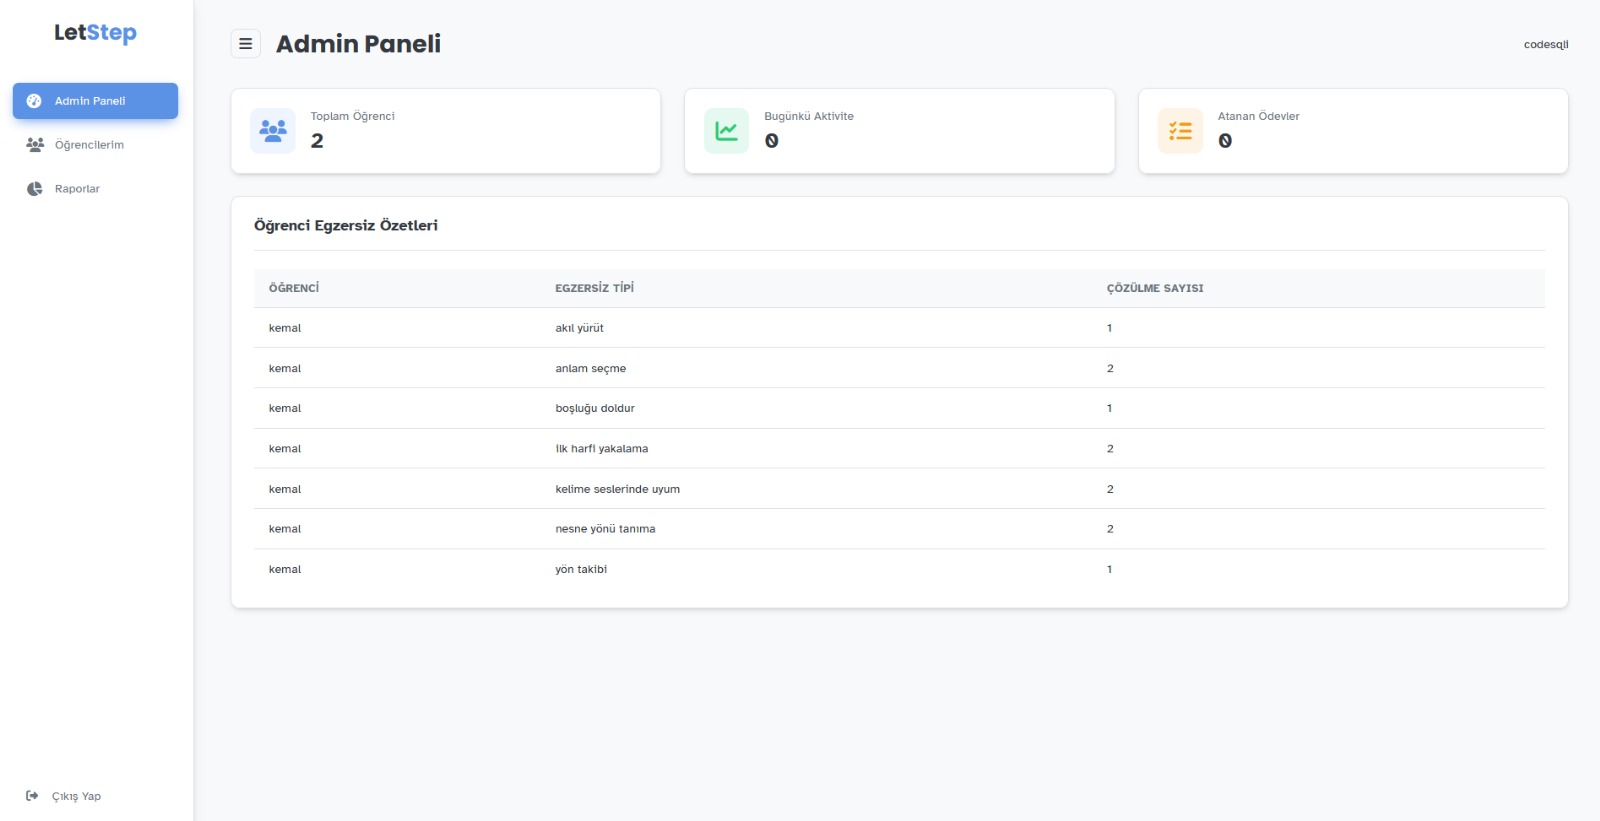 LetStep
Admin Paneli
Öğrencilerim
Raporlar
Çıkış Yap
Admin Paneli
codesqli
Toplam Öğrenci
2
Bugünkü Aktivite
0
Atanan Ödevler
0
Öğrenci Egzersiz Özetleri
ÖĞRENCİ EGZERSİZ TİPİ ÇÖZÜLME SAYISI
kemal akıl yürüt 1
kemal anlam seçme 2
kemal boşluğu doldur 1
kemal ilk harfi yakalama 2
kemal kelime seslerinde uyum 2
kemal nesne yönü tanıma 2
kemal yön takibi 1